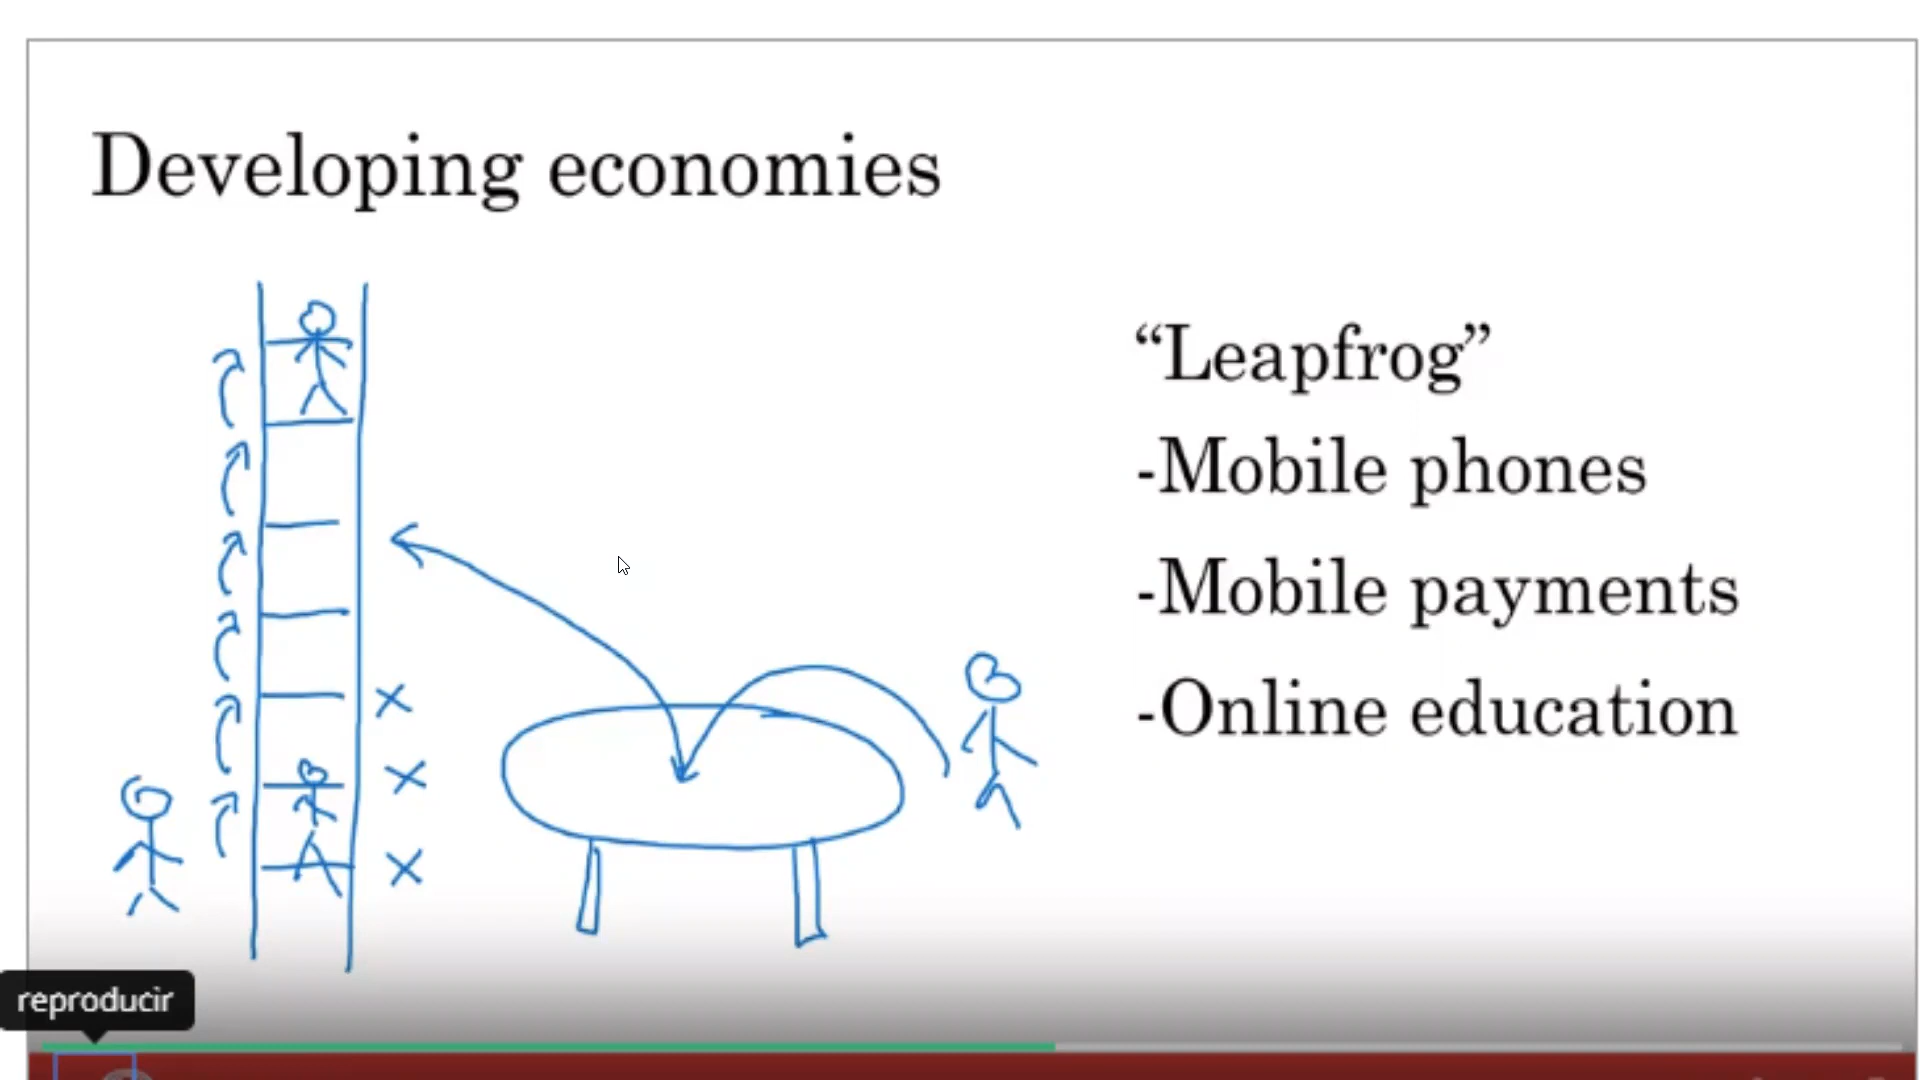 Developing economies
“Leapfrog”
-Mobile phones
-Mobile payments
-Online education
reproducir